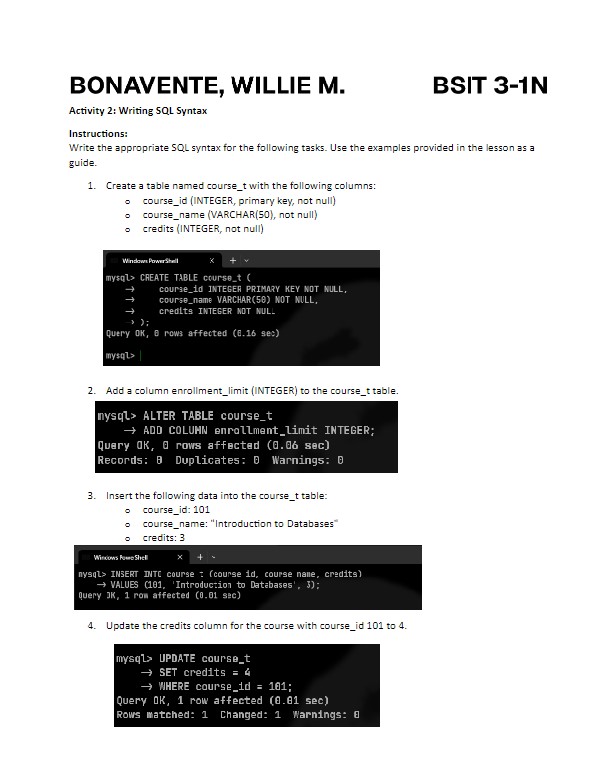 BONAVENTE, WILLIE M. BSIT 3-1N
Activity 2: Writing SQL Syntax
Instructions:
Write the appropriate SQL syntax for the following tasks. Use the examples provided in the lesson as a
guide.
1. Create a table named course_t with the following columns:
o course_id (INTEGER, primary key, not null)
o course_name (VARCHAR(50), not null)
o credits (INTEGER, not null)
Windows PowerShell × + ⌄
mysql> CREATE TABLE course_t (
→ course_id INTEGER PRIMARY KEY NOT NULL,
→ course_name VARCHAR(50) NOT NULL,
→ credits INTEGER NOT NULL
→ );
Query OK, 0 rows affected (0.16 sec)
mysql>
2. Add a column enrollment_limit (INTEGER) to the course_t table.
mysql> ALTER TABLE course_t
→ ADD COLUMN enrollment_limit INTEGER;
Query OK, 0 rows affected (0.06 sec)
Records: 0 Duplicates: 0 Warnings: 0
3. Insert the following data into the course_t table:
o course_id: 101
o course_name: "Introduction to Databases"
o credits: 3
Windows PowerShell × + ⌄
mysql> INSERT INTO course_t (course_id, course_name, credits)
→ VALUES (101, 'Introduction to Databases', 3);
Query OK, 1 row affected (0.01 sec)
4. Update the credits column for the course with course_id 101 to 4.
mysql> UPDATE course_t
→ SET credits = 4
→ WHERE course_id = 101;
Query OK, 1 row affected (0.01 sec)
Rows matched: 1 Changed: 1 Warnings: 0